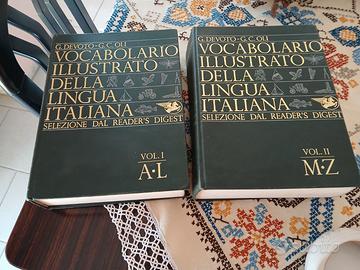 G. DEVOTO - G. C. OLI
VOCABOLARIO
ILLUSTRATO
DELLA
LINGUA
ITALIANA
SELEZIONE DAL READER'S DIGEST
VOL. I
A-L
G. DEVOTO - G. C. OLI
VOCABOLARIO
ILLUSTRATO
DELLA
LINGUA
ITALIANA
SELEZIONE DAL READER'S DIGEST
VOL. II
M-Z